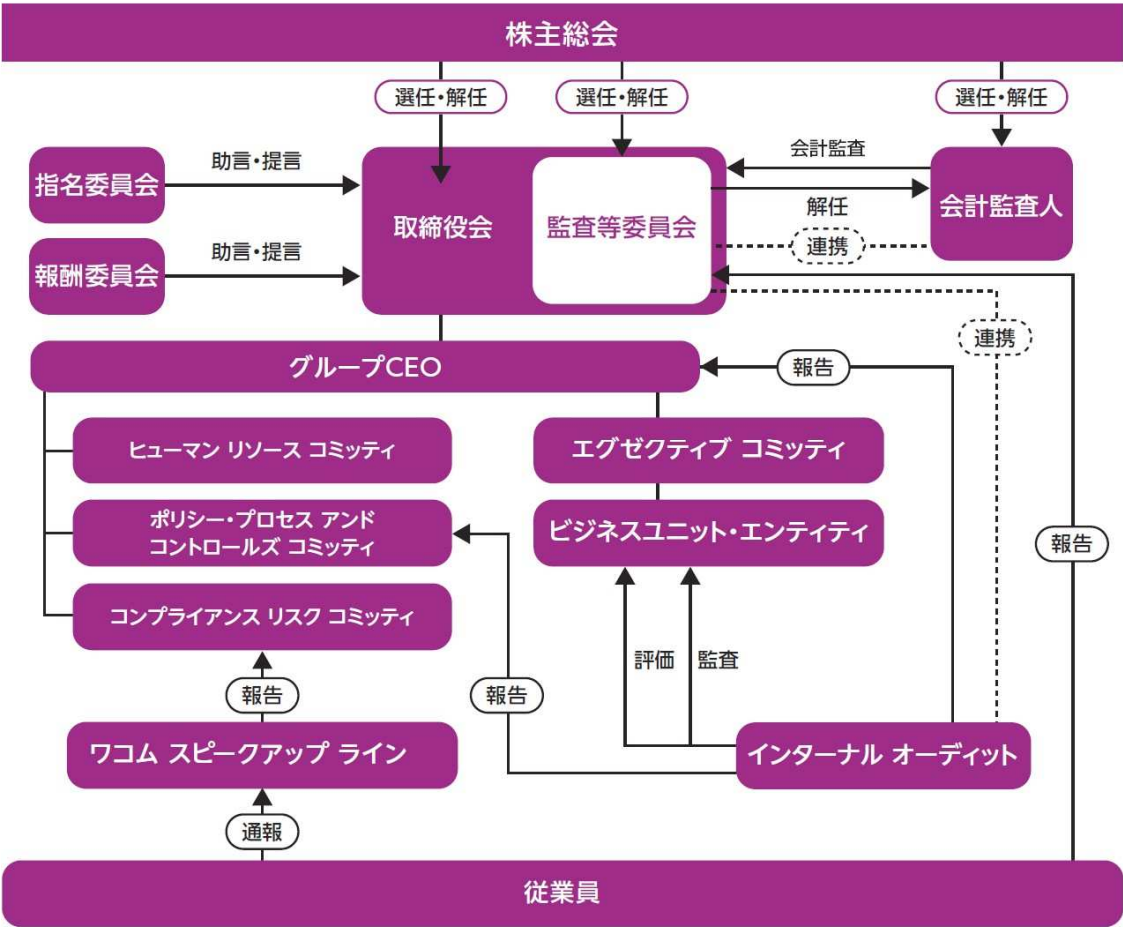 株主総会
選任・解任
選任・解任
選任・解任
指名委員会
助言・提言
報酬委員会
助言・提言
取締役会
監査等委員会
会計監査
解任
連携
会計監査人
連携
グループCEO
報告
ヒューマン リソース コミッティ
ポリシー・プロセス アンド
コントロールズ コミッティ
コンプライアンス リスク コミッティ
エグゼクティブ コミッティ
ビジネスユニット・エンティティ
報告
評価
監査
報告
報告
ワコム スピークアップ ライン
インターナル オーディット
通報
従業員